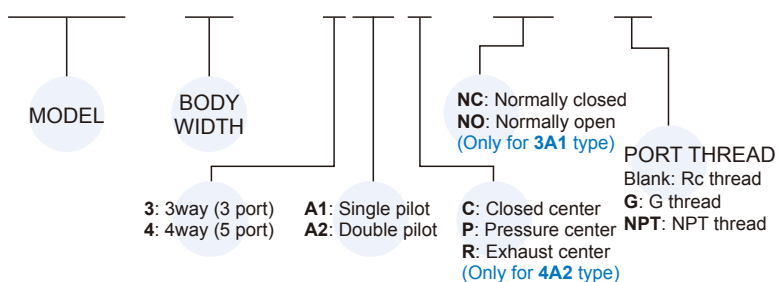 MODEL
BODY
WIDTH
3: 3way (3 port)
4: 4way (5 port)
A1: Single pilot
A2: Double pilot
C: Closed center
P: Pressure center
R: Exhaust center
(Only for 4A2 type)
NC: Normally closed
NO: Normally open
(Only for 3A1 type)
PORT THREAD
Blank: Rc thread
G: G thread
NPT: NPT thread